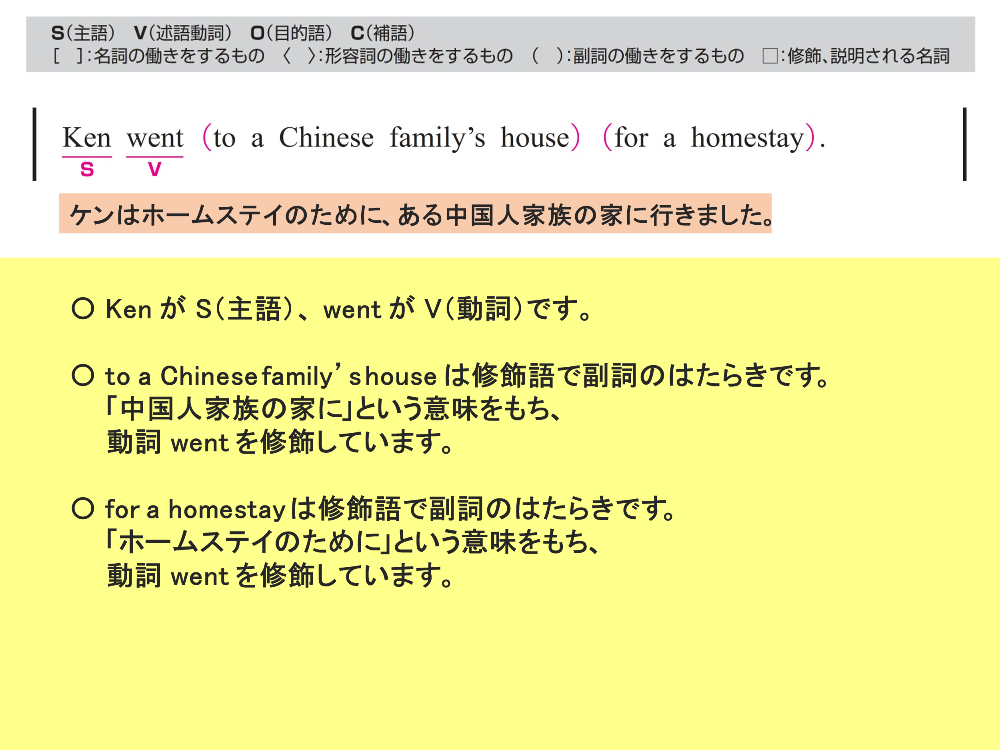 S(主語) V(述語動詞) O(目的語) C(補語)
[ ]:名詞の働きをするもの 〈 〉:形容詞の働きをするもの ( ):副詞の働きをするもの □:修飾、説明される名詞
Ken went (to a Chinese family’s house) (for a homestay).
S V
ケンはホームステイのために、ある中国人家族の家に行きました。
○ Ken が S(主語)、 went が V(動詞)です。
○ to a Chinese family’s house は修飾語で副詞のはたらきです。
「中国人家族の家に」という意味をもち、
動詞 went を修飾しています。
○ for a homestay は修飾語で副詞のはたらきです。
「ホームステイのために」という意味をもち、
動詞 went を修飾しています。